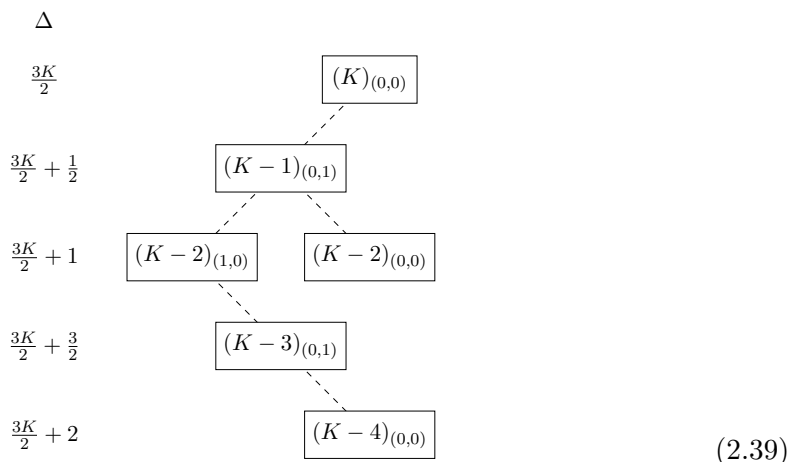 Δ
3K/2 (K)(0,0)
3K/2 + 1/2 (K − 1)(0,1)
3K/2 + 1 (K − 2)(1,0) (K − 2)(0,0)
3K/2 + 3/2 (K − 3)(0,1)
3K/2 + 2 (K − 4)(0,0)
(2.39)